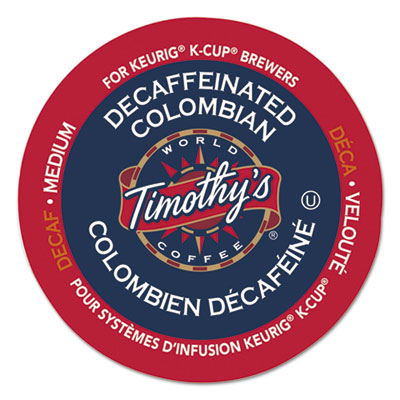 FOR KEURIG® K-CUP® BREWERS
DECAF · MEDIUM
DECAFFEINATED
COLOMBIAN
WORLD
Timothy's
COFFEE
®
U
COLOMBIEN DÉCAFÉINÉ
DÉCA · VELOUTÉ
POUR SYSTÈMES D'INFUSION KEURIG® K-CUP®